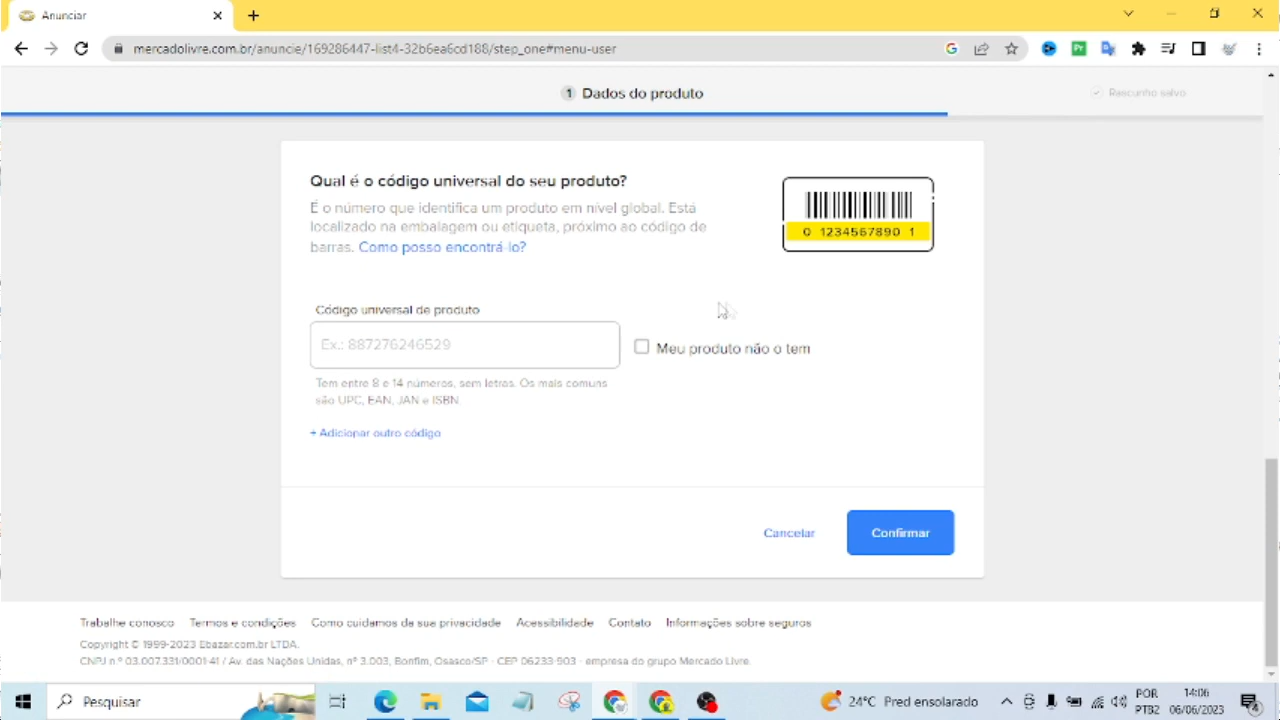 Anunciar
mercadolivre.com.br/anuncie/169286447-list4-32b6ea6cd188/step_one#menu-user
1 Dados do produto
Rascunho salvo
Qual é o código universal do seu produto?
É o número que identifica um produto em nível global. Está
localizado na embalagem ou etiqueta, próximo ao código de
barras. Como posso encontrá-lo?
0 1234567890 1
Código universal de produto
Ex.: 887276246529
Meu produto não o tem
Tem entre 8 e 14 números, sem letras. Os mais comuns
são UPC, EAN, JAN e ISBN
+ Adicionar outro código
Cancelar
Confirmar
Trabalhe conosco Termos e condições Como cuidamos da sua privacidade Acessibilidade Contato Informações sobre seguros
Copyright © 1999-2023 Ebazar.com.br LTDA.
CNPJ n.º 03.007.331/0001-41 / Av. das Nações Unidas, nº 3.003, Bonfim, Osasco/SP - CEP 06233-903 - empresa do grupo Mercado Livre.
Pesquisar
24°C Pred ensolarado
POR
PTB2
14:06
06/06/2023
4